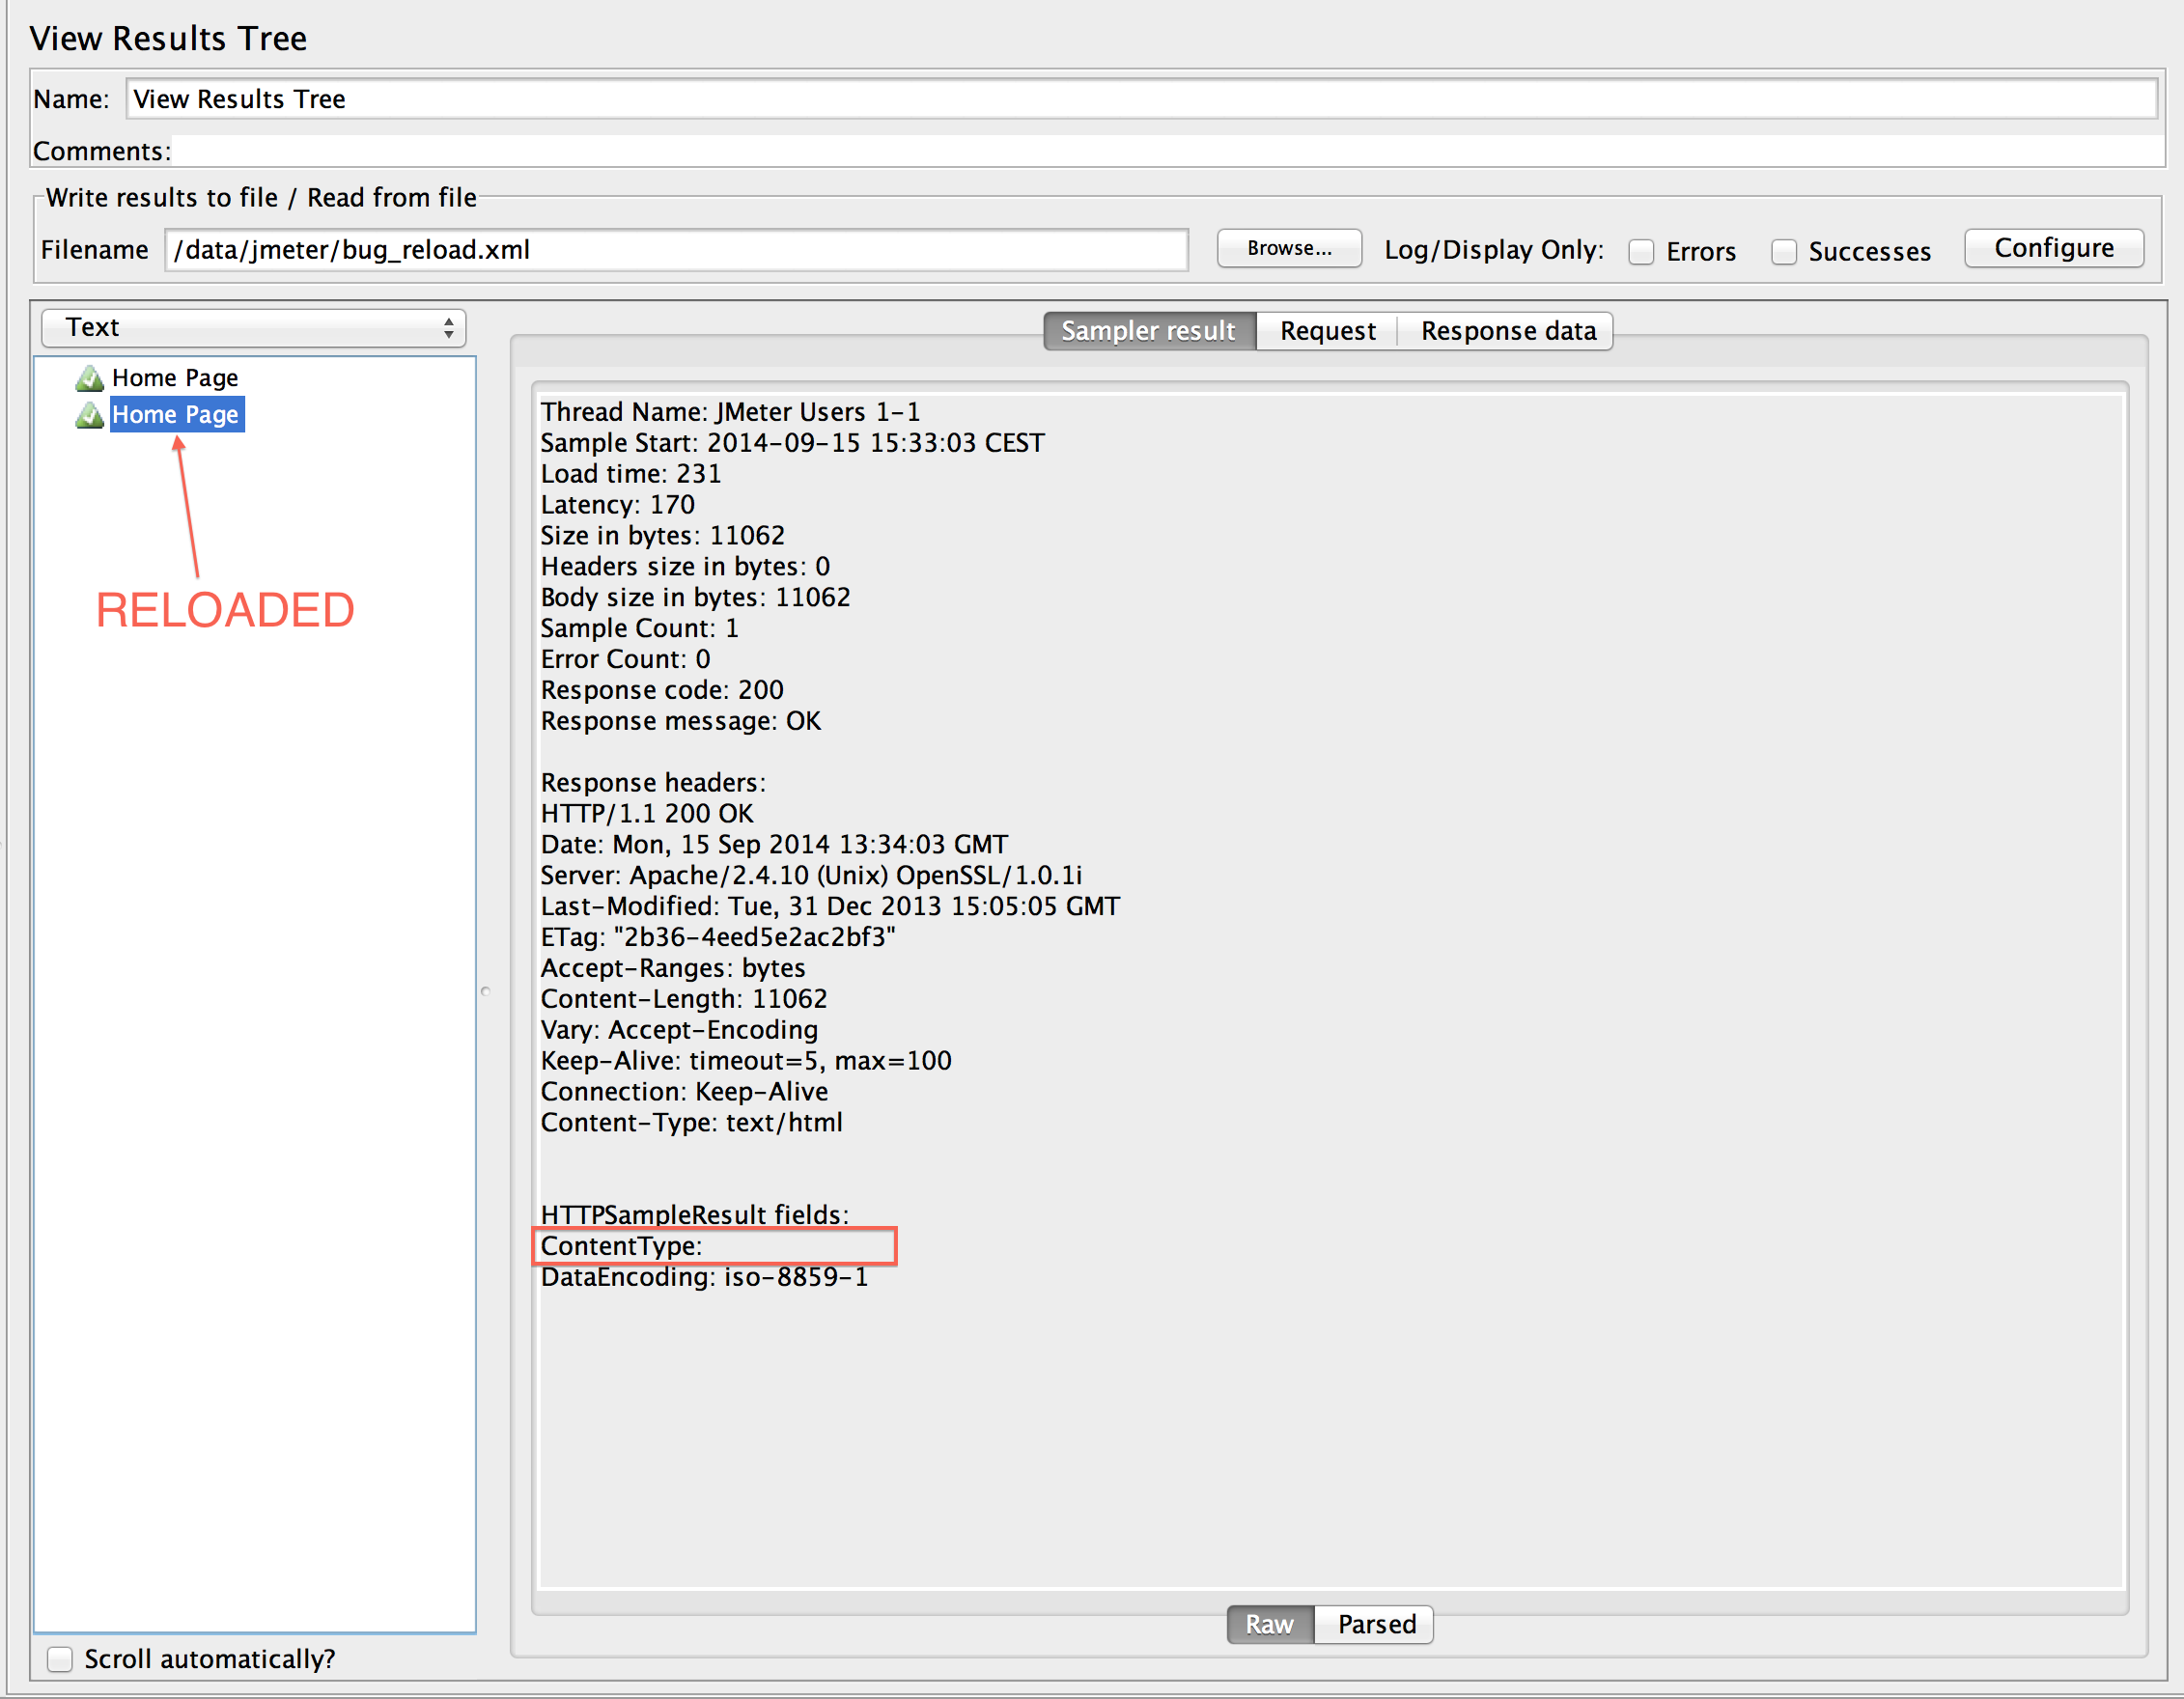 View Results Tree
Name: View Results Tree
Comments:
Write results to file / Read from file
Filename /data/jmeter/bug_reload.xml Browse... Log/Display Only: Errors Successes Configure
Text
Sampler result Request Response data
Home Page
Home Page
RELOADED
Thread Name: JMeter Users 1-1
Sample Start: 2014-09-15 15:33:03 CEST
Load time: 231
Latency: 170
Size in bytes: 11062
Headers size in bytes: 0
Body size in bytes: 11062
Sample Count: 1
Error Count: 0
Response code: 200
Response message: OK
Response headers:
HTTP/1.1 200 OK
Date: Mon, 15 Sep 2014 13:34:03 GMT
Server: Apache/2.4.10 (Unix) OpenSSL/1.0.1i
Last-Modified: Tue, 31 Dec 2013 15:05:05 GMT
ETag: "2b36-4eed5e2ac2bf3"
Accept-Ranges: bytes
Content-Length: 11062
Vary: Accept-Encoding
Keep-Alive: timeout=5, max=100
Connection: Keep-Alive
Content-Type: text/html
HTTPSampleResult fields:
ContentType:
DataEncoding: iso-8859-1
Raw Parsed
Scroll automatically?